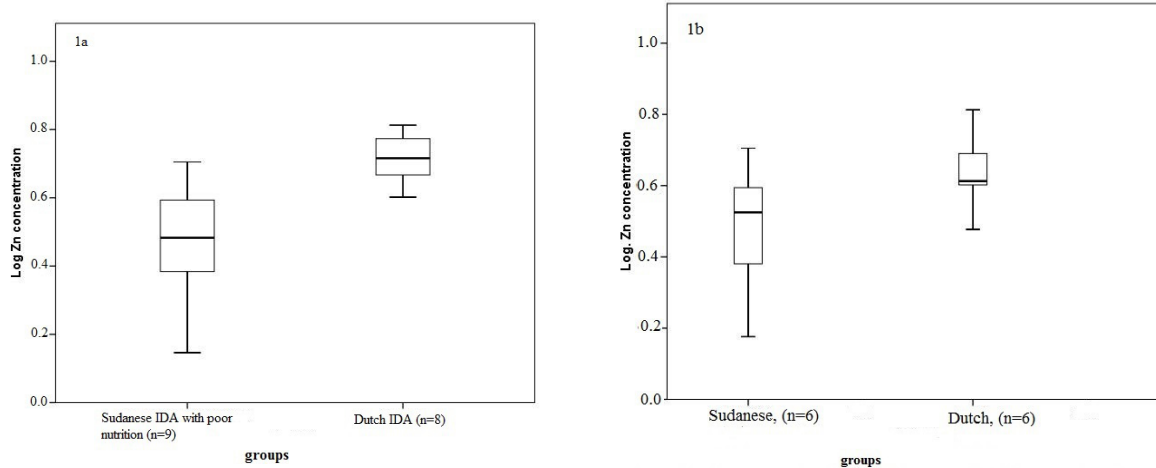 1a
1.0
0.8
0.6
0.4
0.2
0.0
Log Zn concentration
Sudanese IDA with poor
nutrition (n=9)
Dutch IDA (n=8)
groups
1b
1.0
0.8
0.6
0.4
0.2
0.0
Log. Zn concentration
Sudanese, (n=6)
Dutch, (n=6)
groups